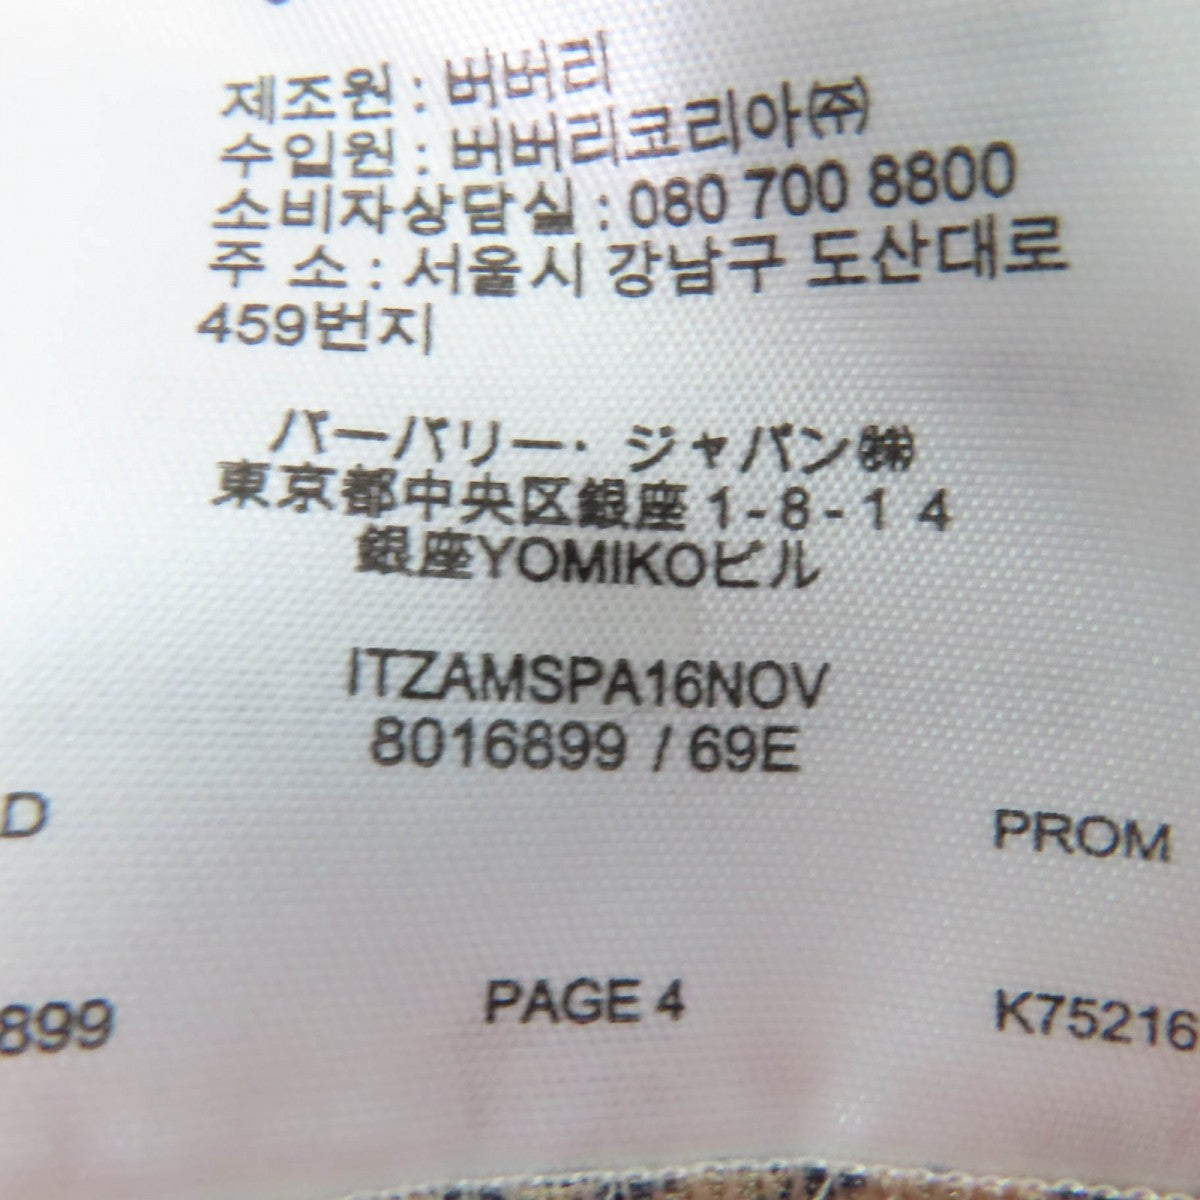 제조원 : 버버리
수입원 : 버버리코리아㈜
소비자상담실 : 080 700 8800
주 소 : 서울시 강남구 도산대로
459번지
バーバリー・ジャパン㈱
東京都中央区銀座 1 - 8 - 1 4
銀座YOMIKOビル
ITZAMSPA16NOV
8016899 / 69E
D PROM
899 PAGE 4 K75216